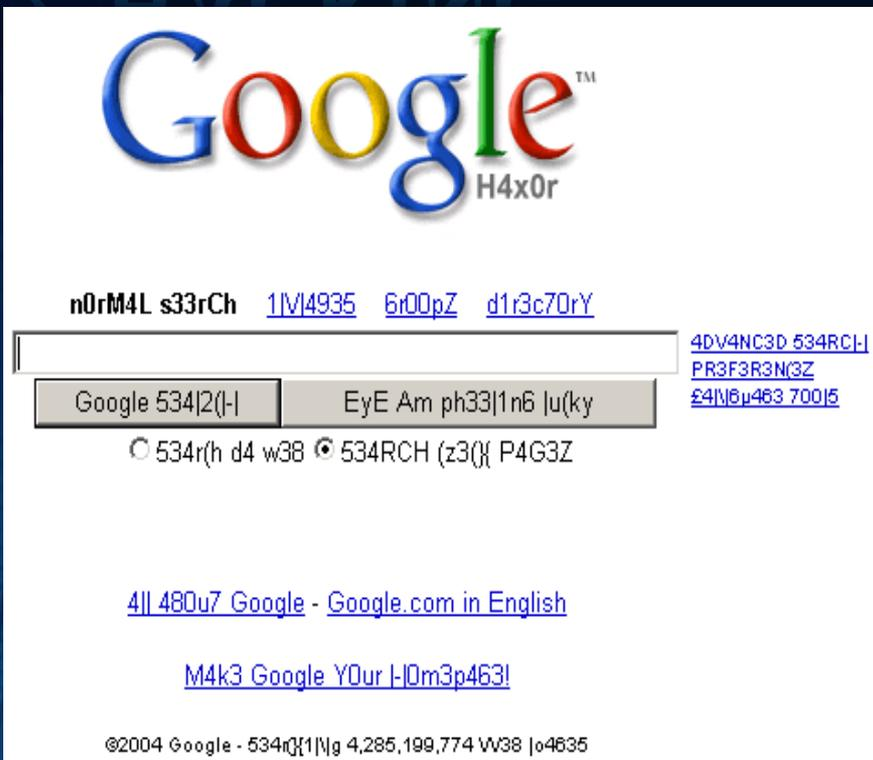 Google™
H4x0r
n0rM4L s33rCh 1|V|4935 6r00pZ d1r3c70rY
4DV4NC3D 534RC|-|
PR3F3R3N(3Z
£4|\|6µ463 700|5
Google 534|2(|-| EyE Am ph33|1n6 |u(ky
534r(h d4 w38 534RCH (z3(){ P4G3Z
4|| 480u7 Google - Google.com in English
M4k3 Google Y0ur |-|0m3p463!
©2004 Google - 534r(}{1|\|g 4,285,199,774 W38 |o4635